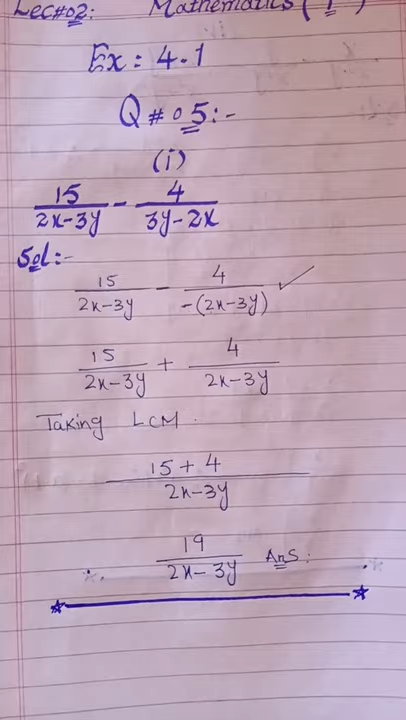 Lec#02: Mathematics (I)
Ex: 4.1
Q # 05:-
(i)
15/2x-3y - 4/3y-2x
Sol:-
15/2x-3y - 4/-(2x-3y) ✓
15/2x-3y + 4/2x-3y
Taking LCM.
15+4/2x-3y
19/2x-3y Ans: